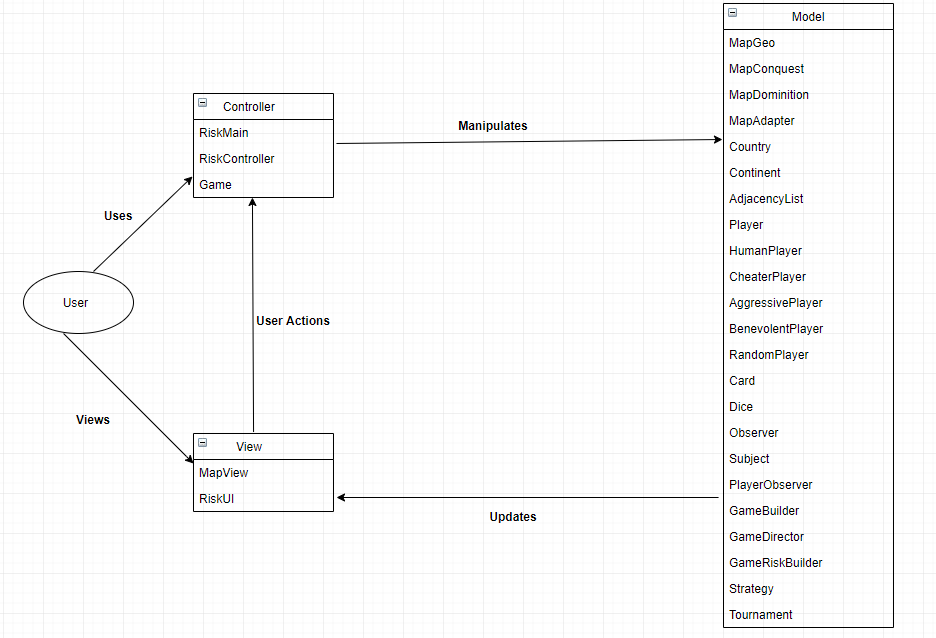 Controller
RiskMain
RiskController
Game
Manipulates
Model
MapGeo
MapConquest
MapDominition
MapAdapter
Country
Continent
AdjacencyList
Player
HumanPlayer
CheaterPlayer
AggressivePlayer
BenevolentPlayer
RandomPlayer
Card
Dice
Observer
Subject
PlayerObserver
GameBuilder
GameDirector
GameRiskBuilder
Strategy
Tournament
Uses
User
User Actions
Views
View
MapView
RiskUI
Updates